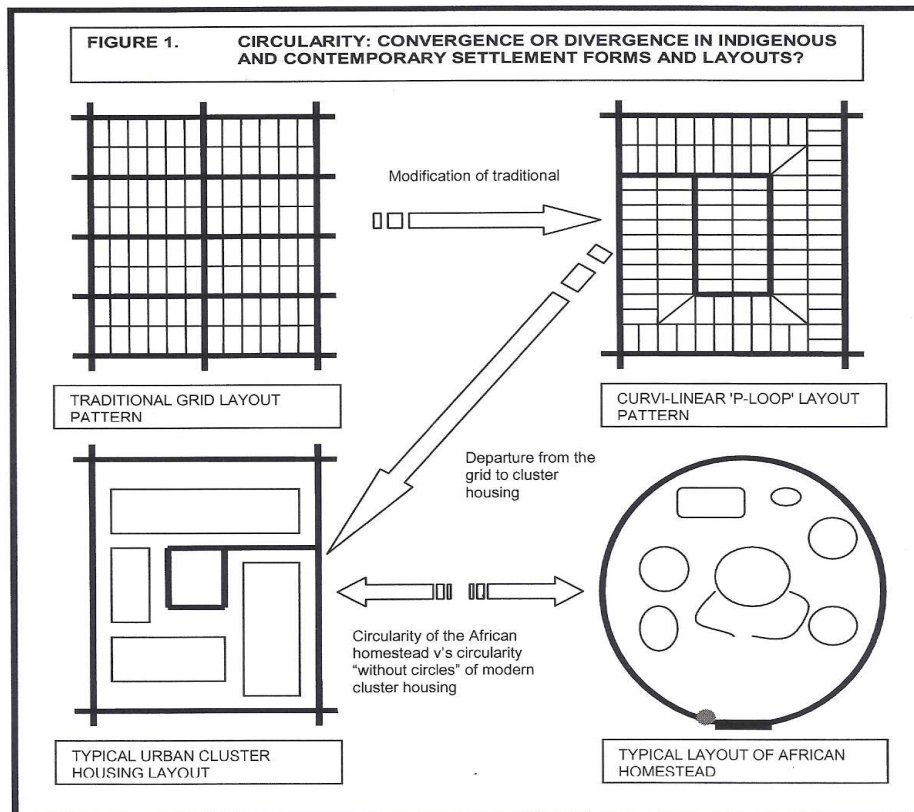 FIGURE 1. CIRCULARITY: CONVERGENCE OR DIVERGENCE IN INDIGENOUS
AND CONTEMPORARY SETTLEMENT FORMS AND LAYOUTS?
Modification of traditional
TRADITIONAL GRID LAYOUT
PATTERN
CURVI-LINEAR 'P-LOOP' LAYOUT
PATTERN
Departure from the
grid to cluster
housing
Circularity of the African
homestead v's circularity
“without circles” of modern
cluster housing
TYPICAL URBAN CLUSTER
HOUSING LAYOUT
TYPICAL LAYOUT OF AFRICAN
HOMESTEAD